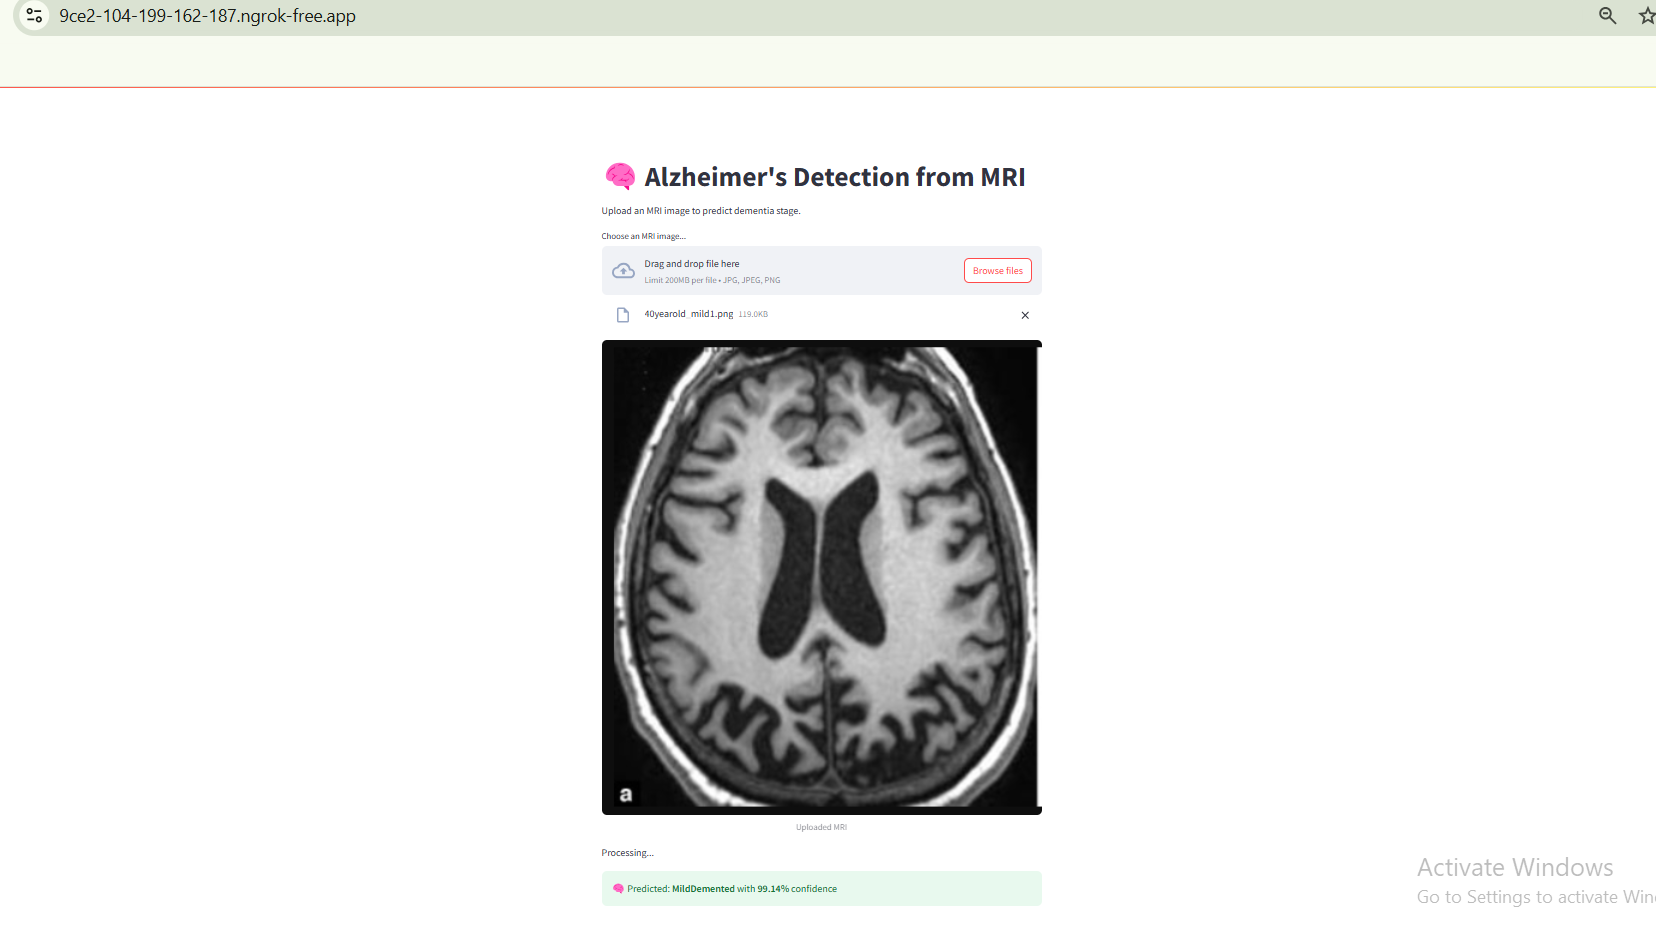 9ce2-104-199-162-187.ngrok-free.app
Alzheimer's Detection from MRI
Upload an MRI image to predict dementia stage.
Choose an MRI image...
Drag and drop file here
Limit 200MB per file • JPG, JPEG, PNG
Browse files
40yearold_mild1.png 119.0KB
a
Uploaded MRI
Processing...
Predicted: MildDemented with 99.14% confidence
Activate Windows
Go to Settings to activate Win